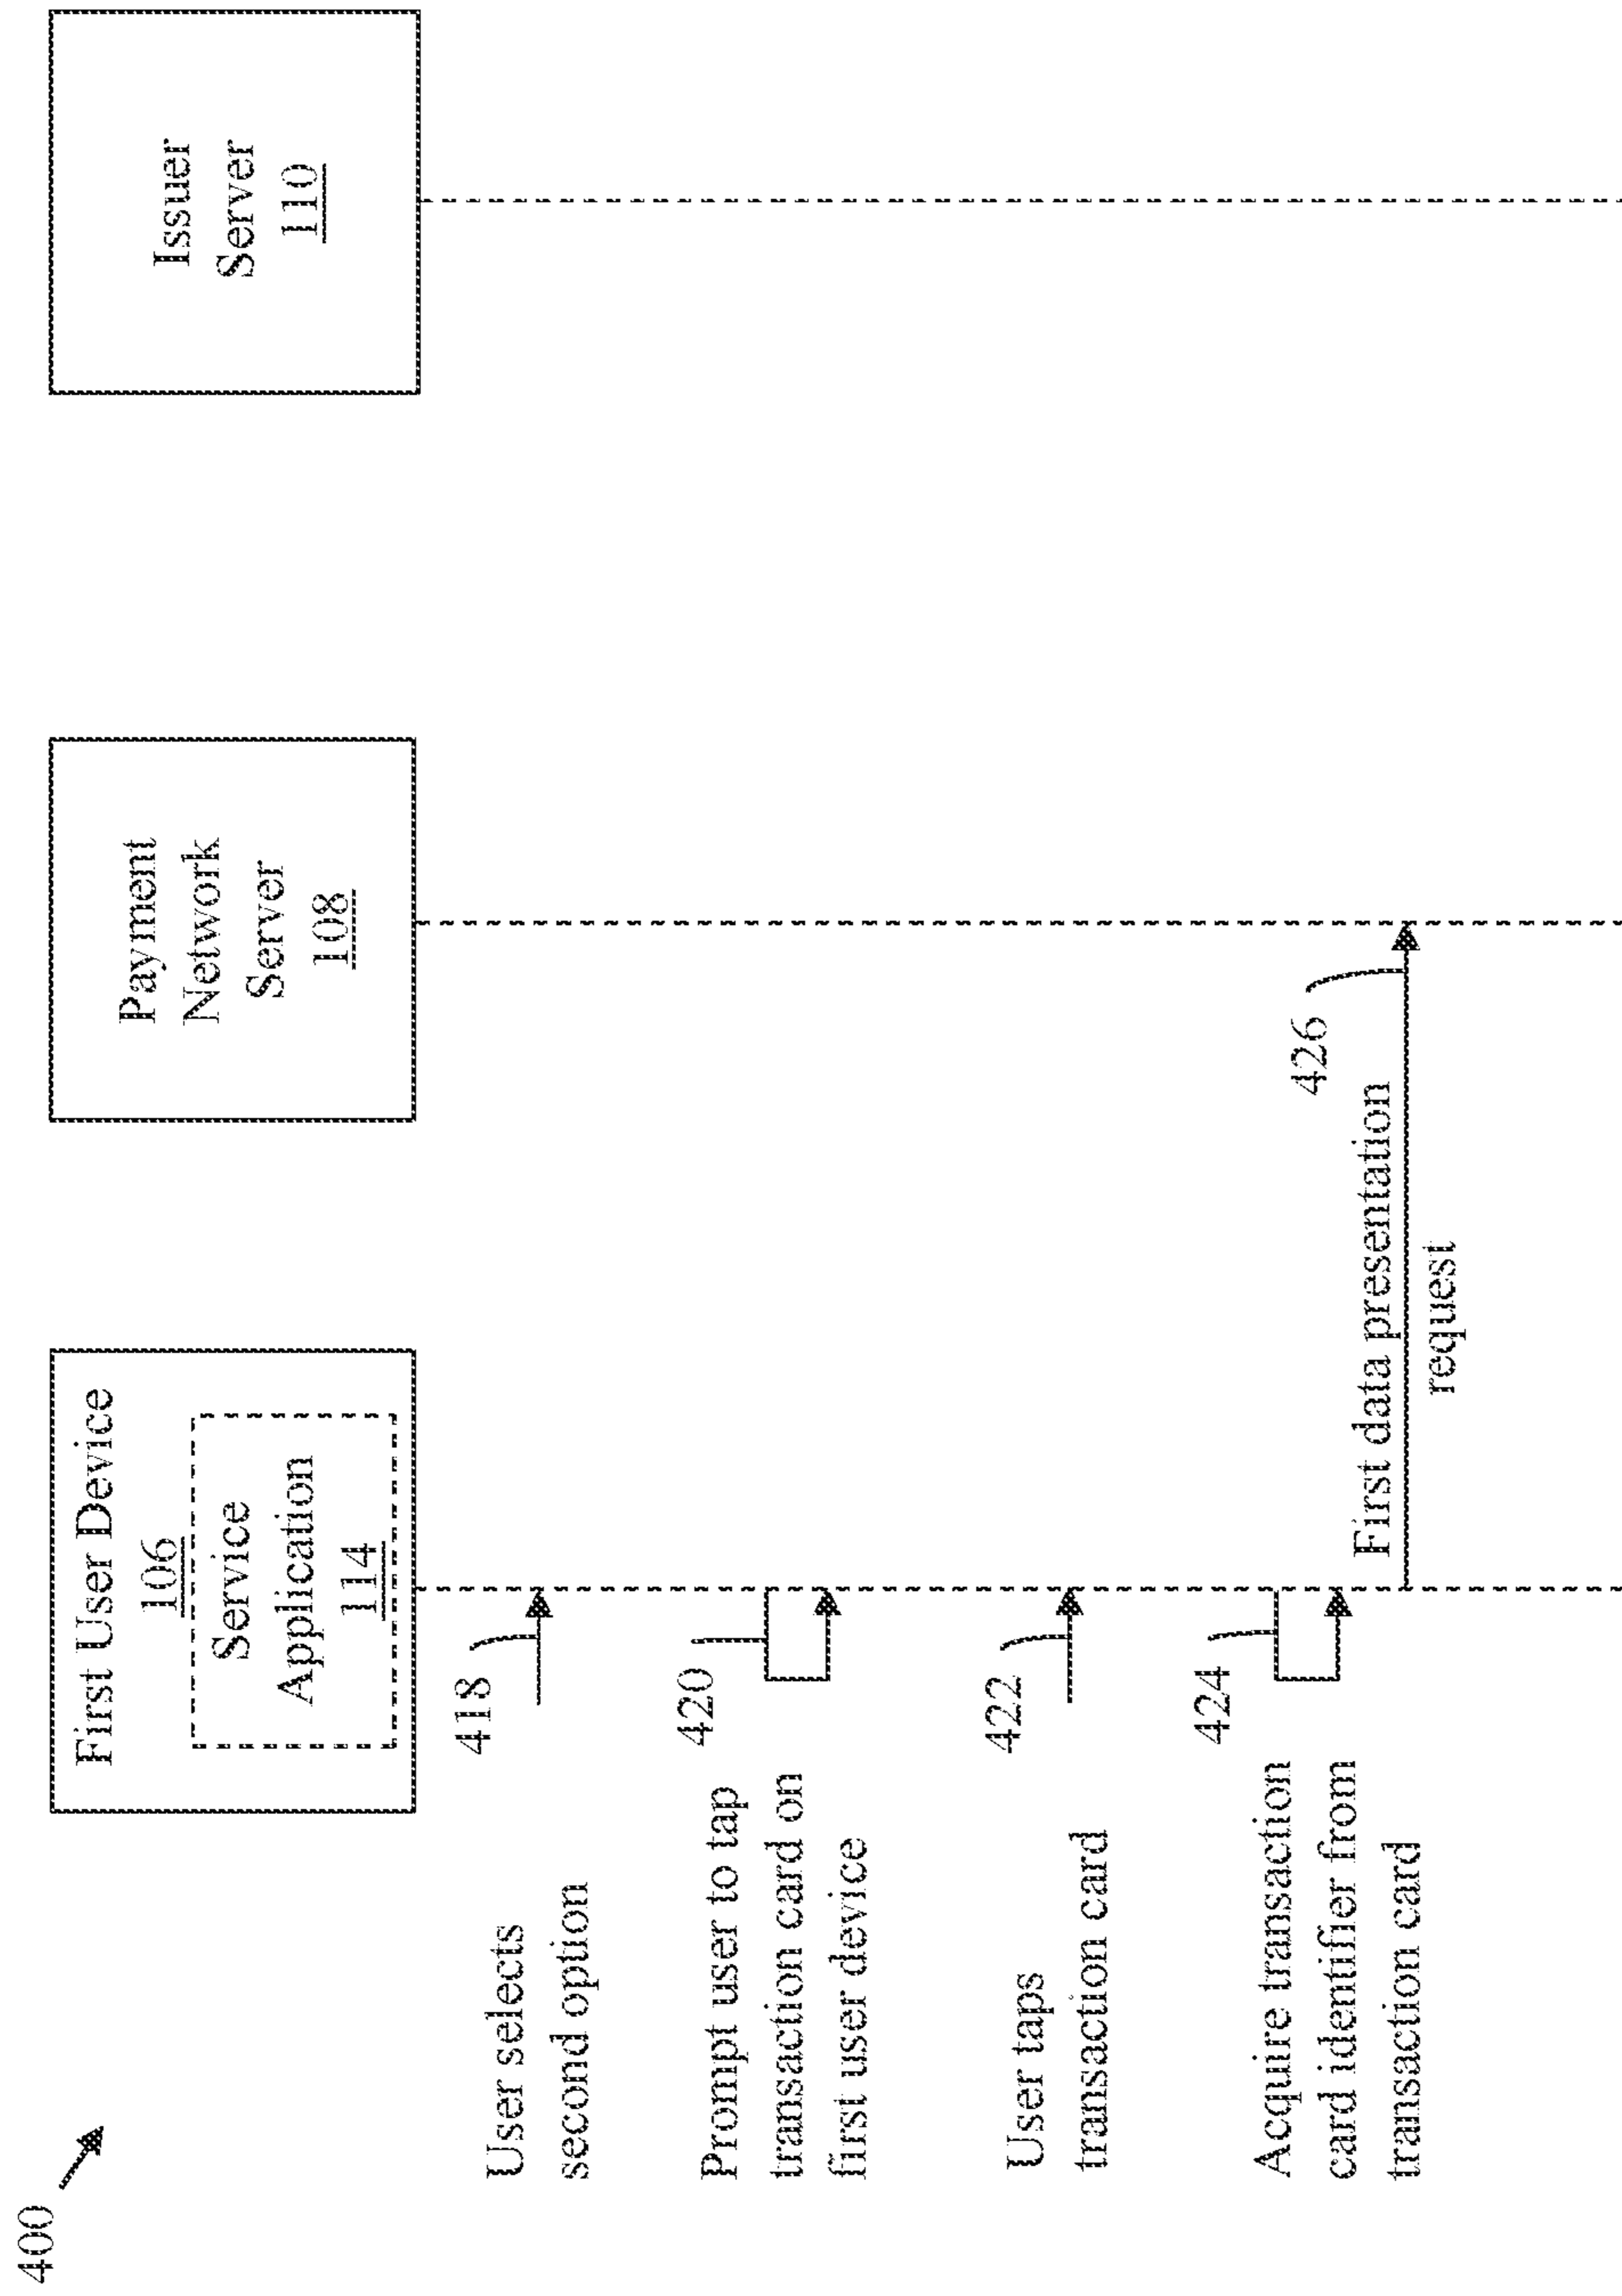 400
First User Device
106
Service
Application
114
Payment
Network
Server
108
Issuer
Server
110
418
User selects
second option
420
Prompt user to tap
transaction card on
first user device
422
User taps
transaction card
424
Acquire transaction
card identifier from
transaction card
426
First data presentation
request